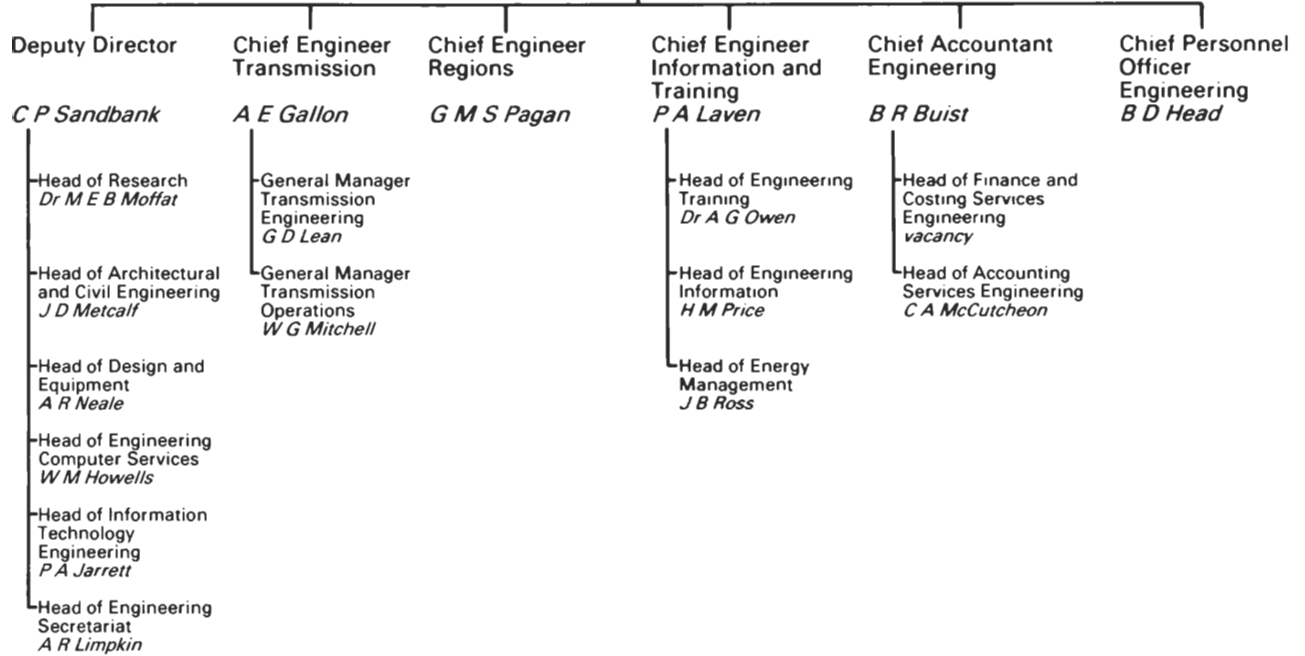 Deputy Director
C P Sandbank
Head of Research
Dr M E B Moffat
Head of Architectural
and Civil Engineering
J D Metcalf
Head of Design and
Equipment
A R Neale
Head of Engineering
Computer Services
W M Howells
Head of Information
Technology
Engineering
P A Jarrett
Head of Engineering
Secretariat
A R Limpkin
Chief Engineer
Transmission
A E Gallon
General Manager
Transmission
Engineering
G D Lean
General Manager
Transmission
Operations
W G Mitchell
Chief Engineer
Regions
G M S Pagan
Chief Engineer
Information and
Training
P A Laven
Head of Engineering
Training
Dr A G Owen
Head of Engineering
Information
H M Price
Head of Energy
Management
J B Ross
Chief Accountant
Engineering
B R Buist
Head of Finance and
Costing Services
Engineering
vacancy
Head of Accounting
Services Engineering
C A McCutcheon
Chief Personnel
Officer
Engineering
B D Head